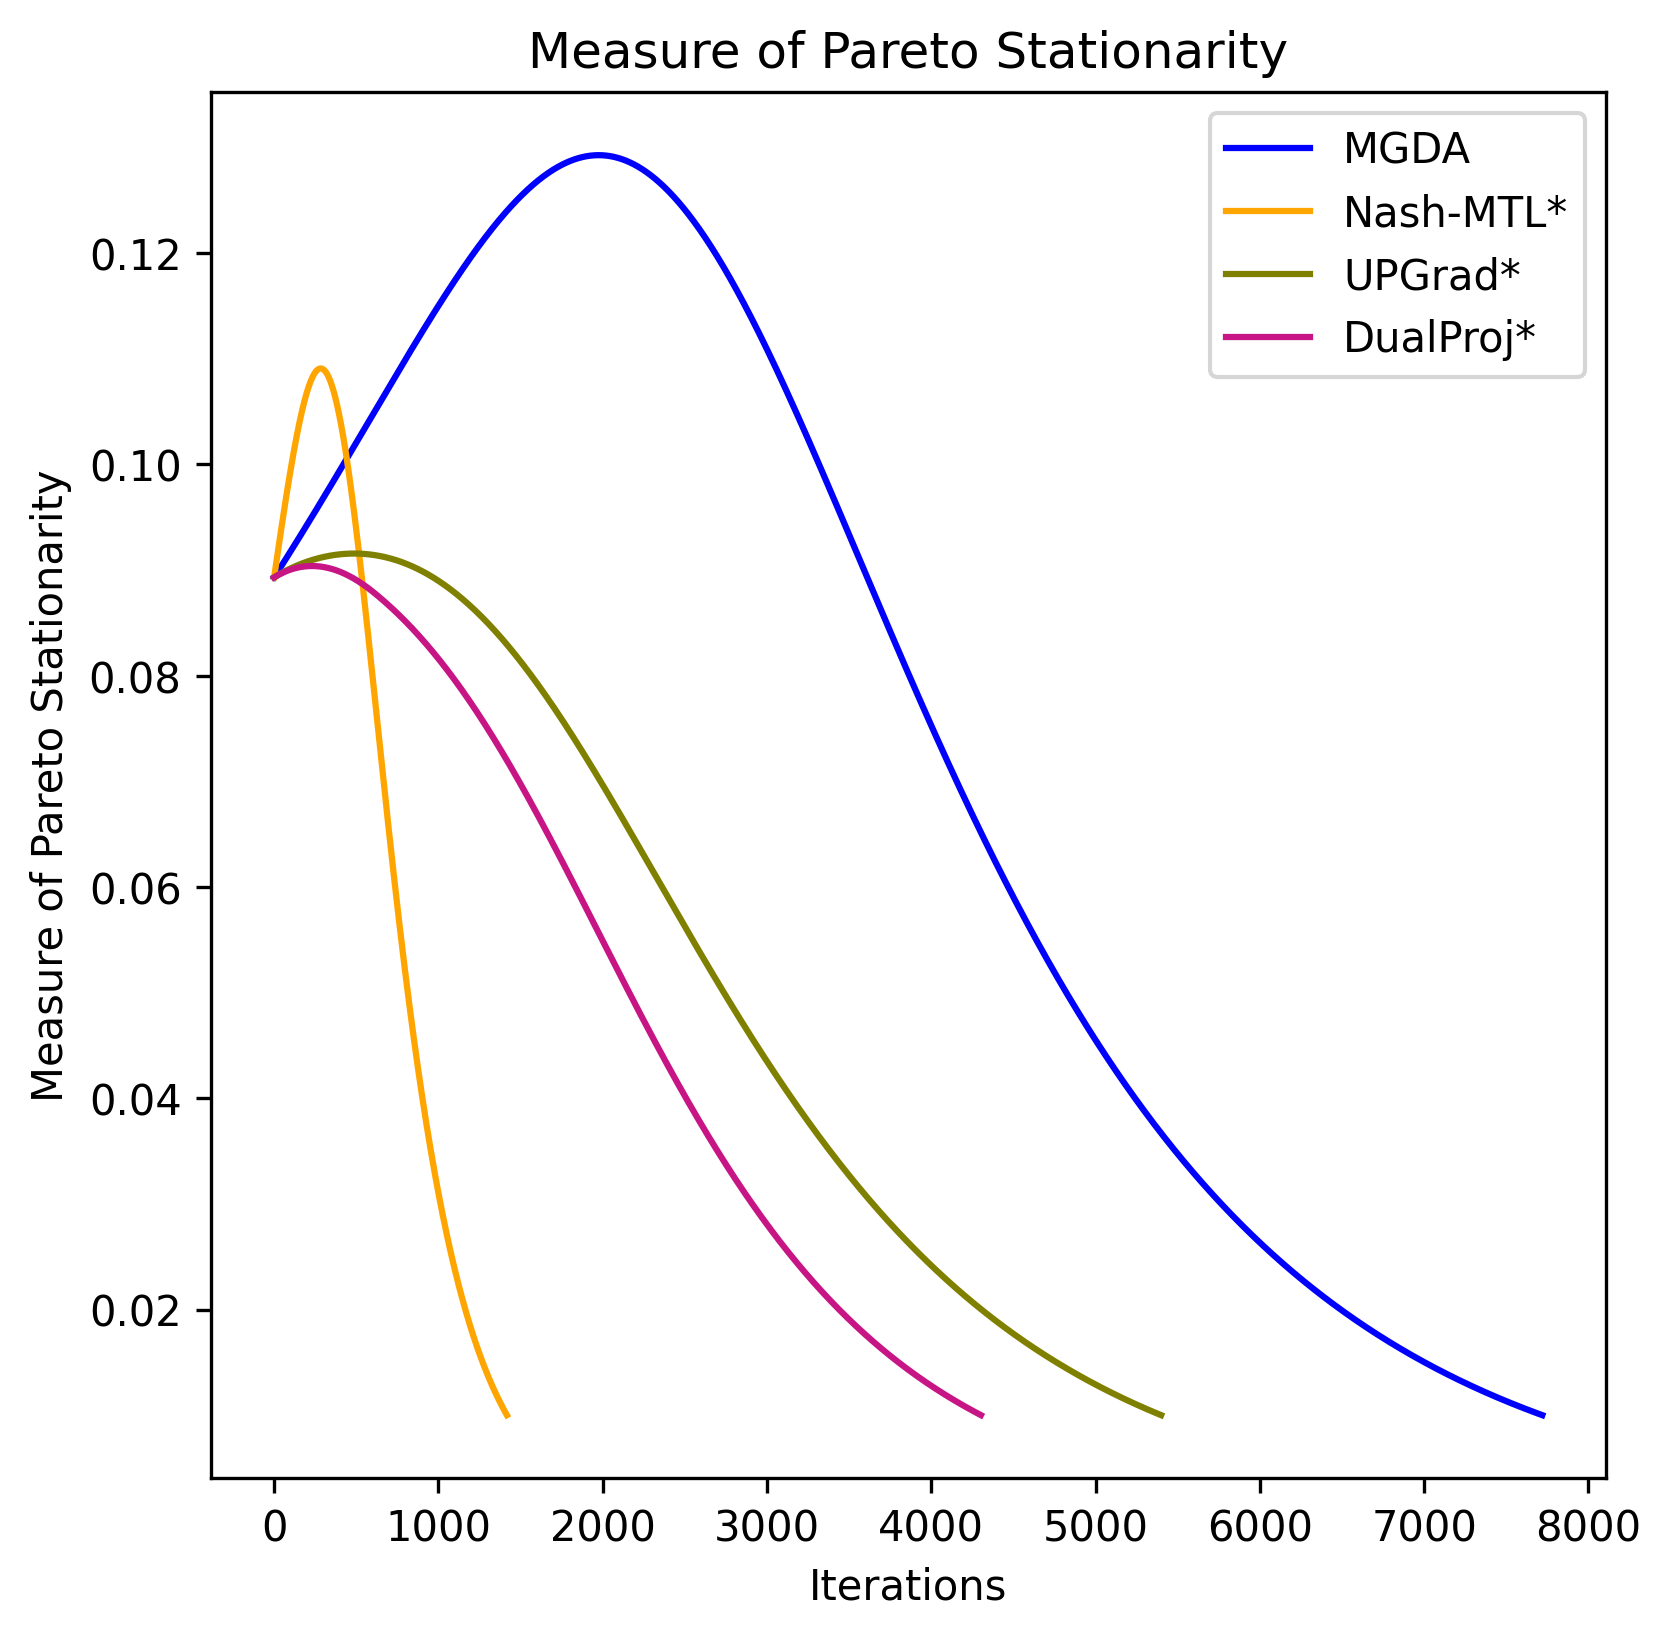 Measure of Pareto Stationarity
MGDA
Nash-MTL*
UPGrad*
DualProj*
Measure of Pareto Stationarity
0.12
0.10
0.08
0.06
0.04
0.02
0 1000 2000 3000 4000 5000 6000 7000 8000
Iterations